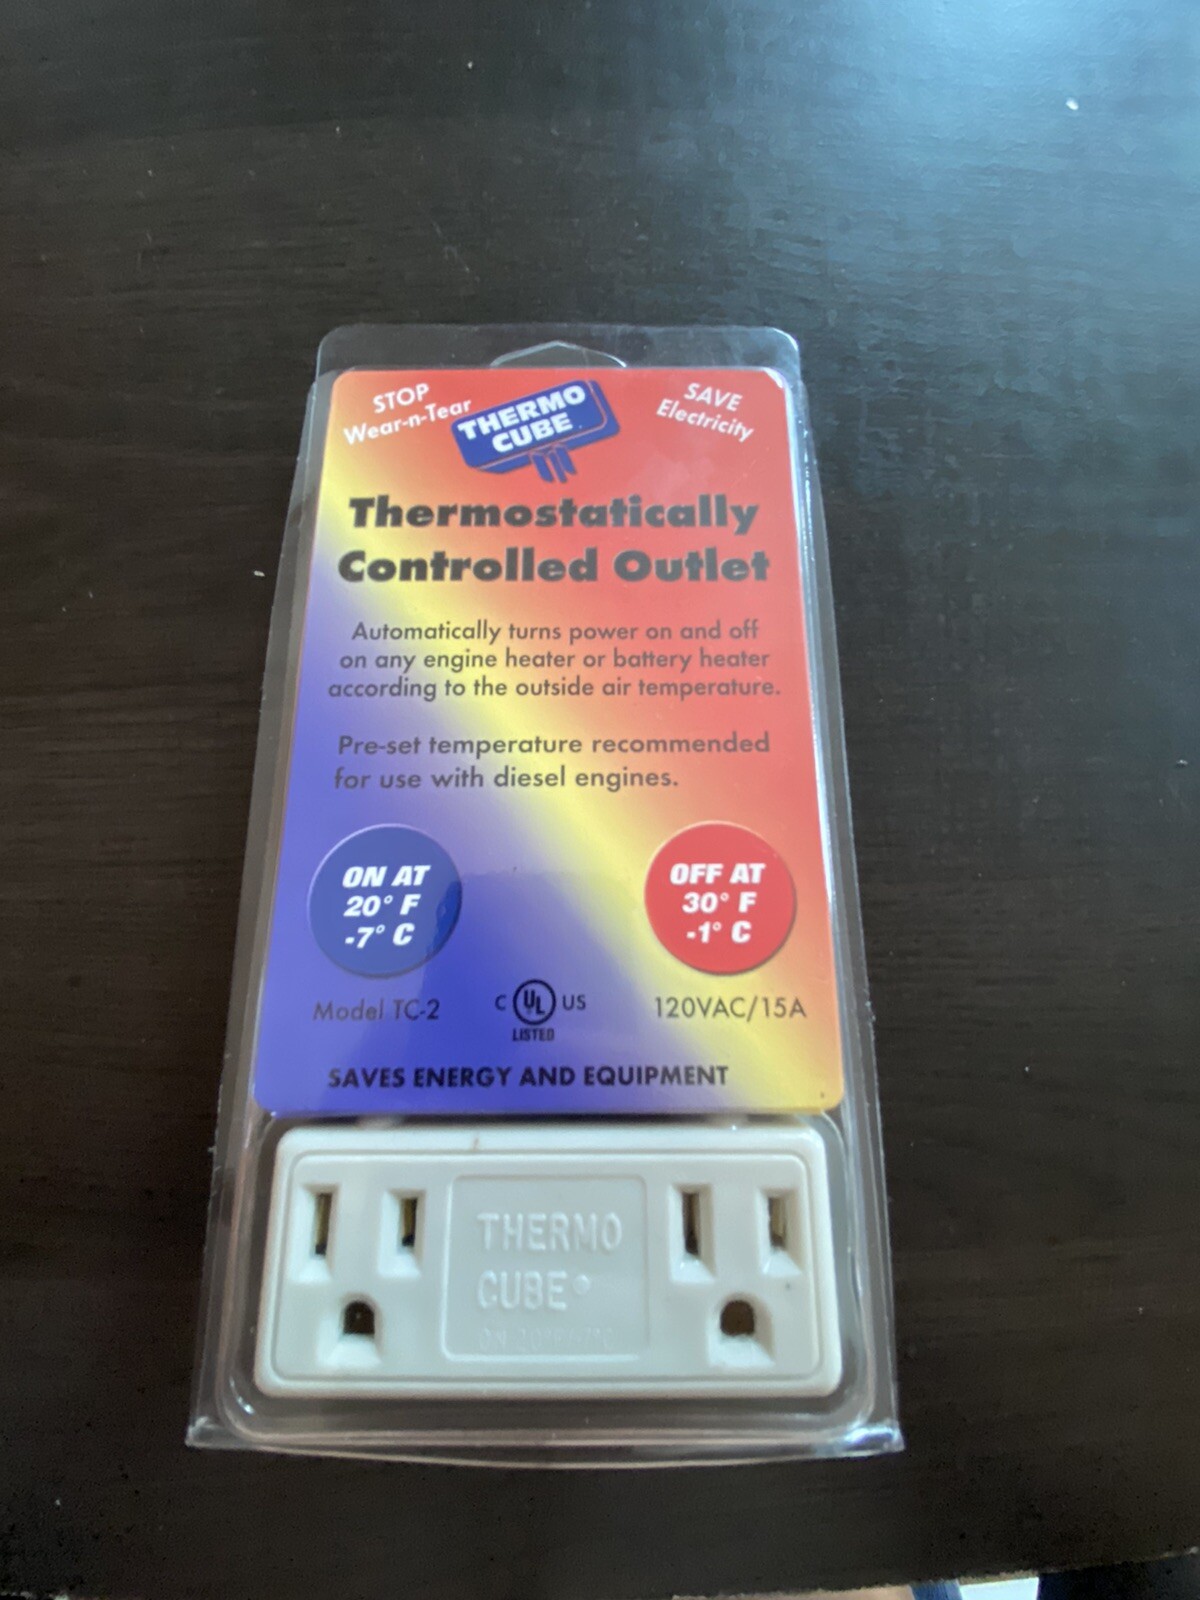 STOP
Wear-n-Tear
THERMO
CUBE
SAVE
Electricity
Thermostatically
Controlled Outlet
Automatically turns power on and off
on any engine heater or battery heater
according to the outside air temperature.
Pre-set temperature recommended
for use with diesel engines.
ON AT
20° F
-7° C
OFF AT
30° F
-1° C
Model TC-2
C UL US
LISTED
120VAC/15A
SAVES ENERGY AND EQUIPMENT
THERMO
CUBE®
ON 20°F/-7°C